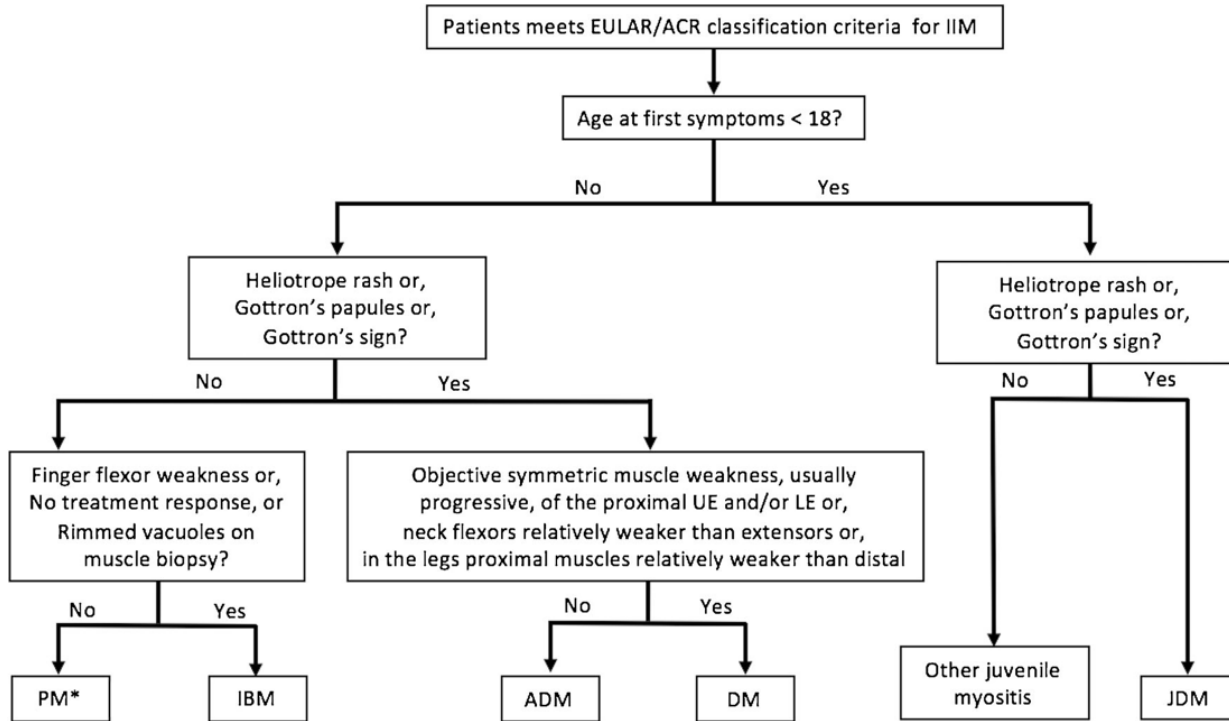 Patients meets EULAR/ACR classification criteria for IIM
Age at first symptoms < 18?
No
Yes
Heliotrope rash or,
Gottron's papules or,
Gottron's sign?
Heliotrope rash or,
Gottron's papules or,
Gottron's sign?
No
Yes
No
Yes
Finger flexor weakness or,
No treatment response, or
Rimmed vacuoles on
muscle biopsy?
Objective symmetric muscle weakness, usually
progressive, of the proximal UE and/or LE or,
neck flexors relatively weaker than extensors or,
in the legs proximal muscles relatively weaker than distal
No
Yes
No
Yes
PM*
IBM
ADM
DM
Other juvenile
myositis
JDM